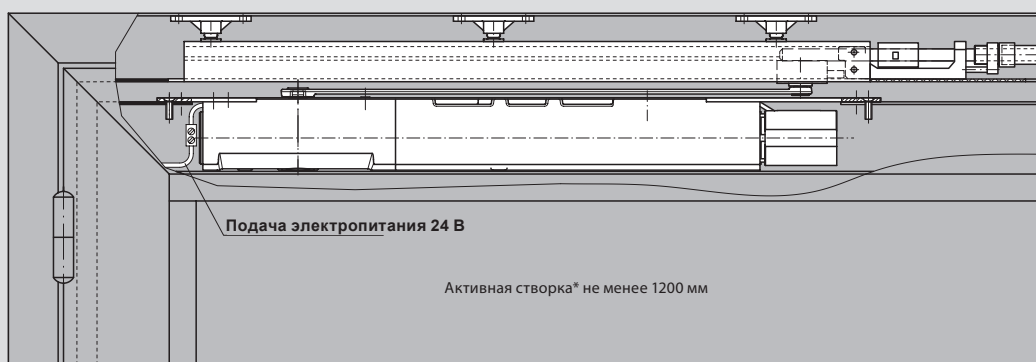 Подача электропитания 24 В
Активная створка* не менее 1200 мм